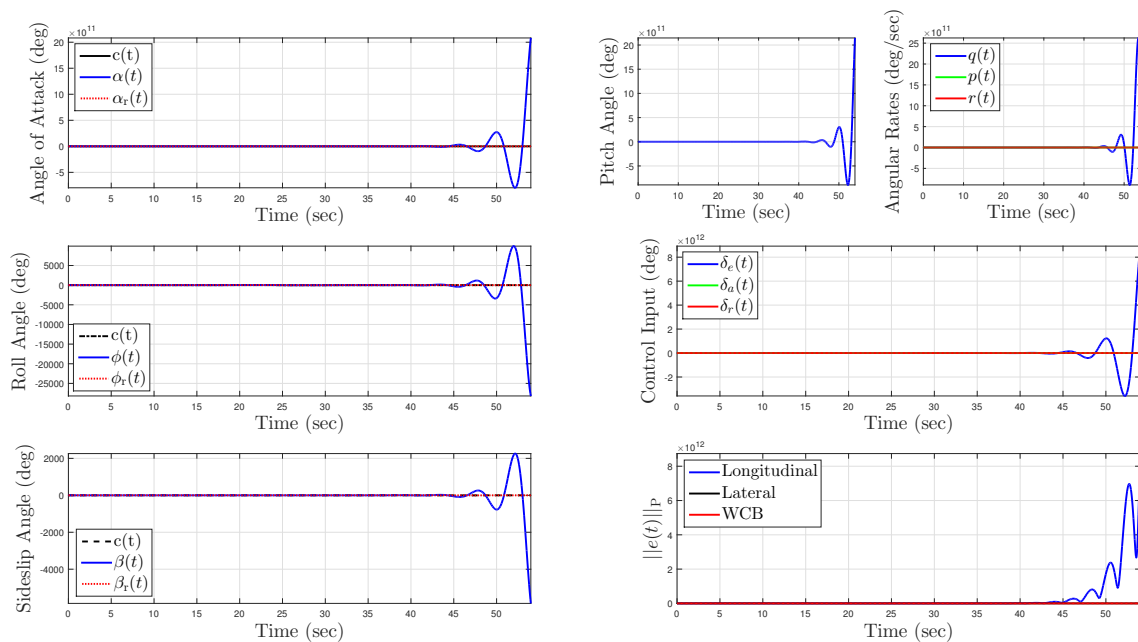 ×10^11
Angle of Attack (deg)
20
15
10
5
0
-5
c(t)
α(t)
α_r(t)
0 5 10 15 20 25 30 35 40 45 50
Time (sec)
×10^11
Pitch Angle (deg)
20
15
10
5
0
-5
0 10 20 30 40 50
Time (sec)
×10^11
Angular Rates (deg/sec)
25
20
15
10
5
0
-5
q(t)
p(t)
r(t)
0 10 20 30 40 50
Time (sec)
Roll Angle (deg)
5000
0
-5000
-10000
-15000
-20000
-25000
c(t)
ϕ(t)
ϕ_r(t)
0 5 10 15 20 25 30 35 40 45 50
Time (sec)
×10^12
Control Input (deg)
8
6
4
2
0
-2
δ_e(t)
δ_a(t)
δ_r(t)
0 5 10 15 20 25 30 35 40 45 50
Time (sec)
Sideslip Angle (deg)
2000
0
-2000
-4000
c(t)
β(t)
β_r(t)
0 5 10 15 20 25 30 35 40 45 50
Time (sec)
×10^12
||e(t)||_P
8
6
4
2
0
Longitudinal
Lateral
WCB
0 5 10 15 20 25 30 35 40 45 50
Time (sec)